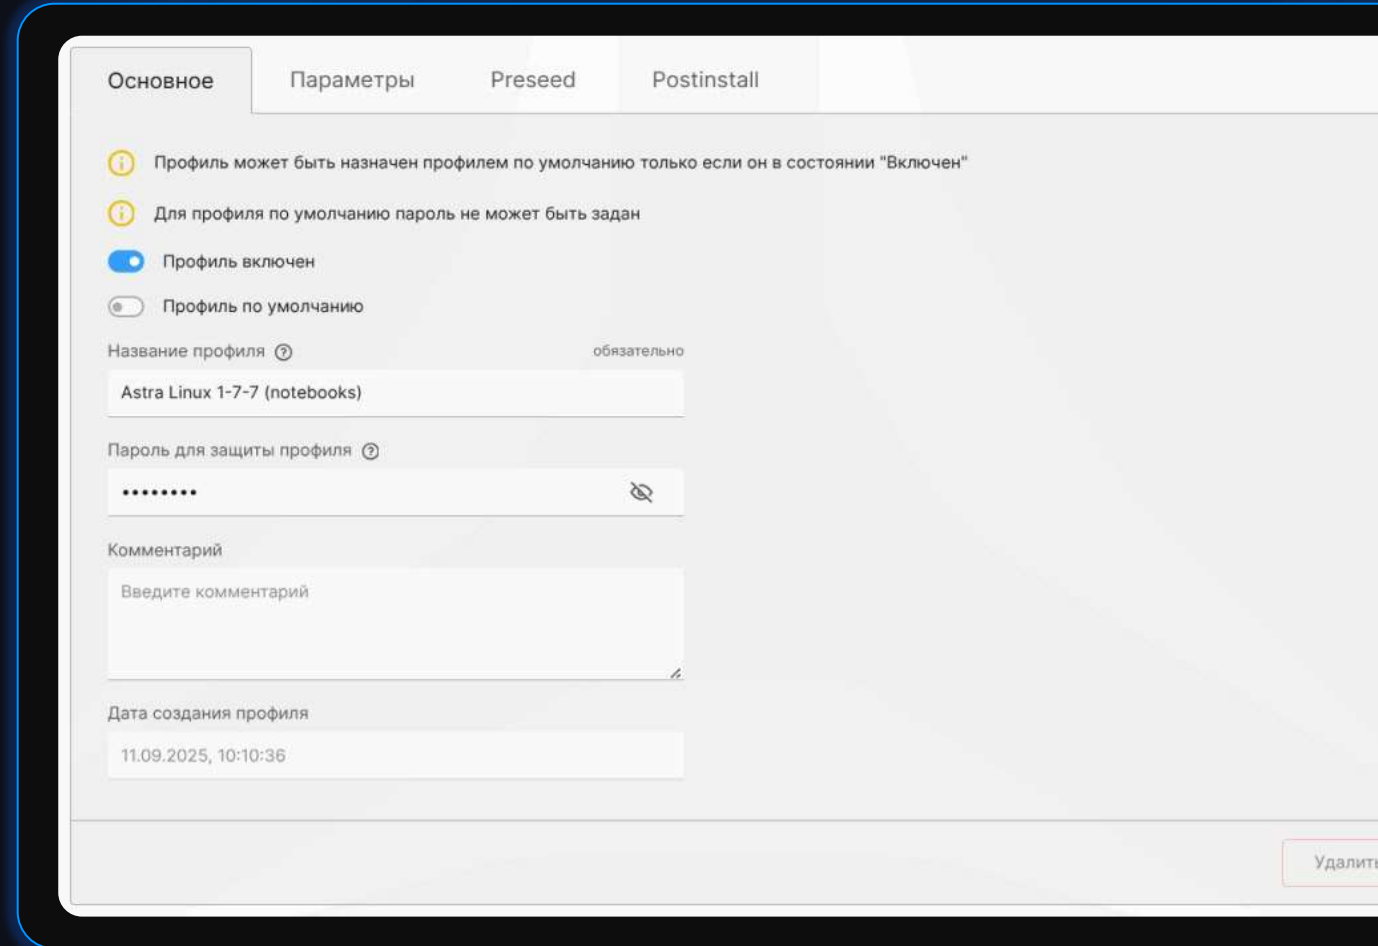 Основное
Параметры
Preseed
Postinstall
Профиль может быть назначен профилем по умолчанию только если он в состоянии "Включен"
Для профиля по умолчанию пароль не может быть задан
Профиль включен
Профиль по умолчанию
Название профиля
обязательно
Astra Linux 1-7-7 (notebooks)
Пароль для защиты профиля
••••••••
Комментарий
Введите комментарий
Дата создания профиля
11.09.2025, 10:10:36
Удалить